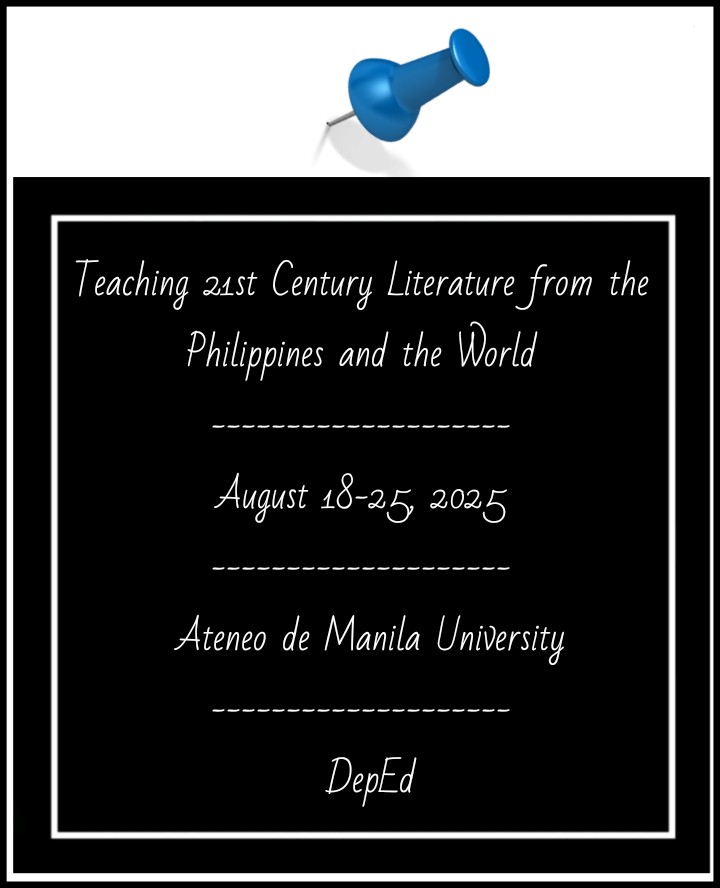 Teaching 21st Century Literature from the
Philippines and the World
--------------------
August 18-25, 2025
--------------------
Ateneo de Manila University
--------------------
DepEd